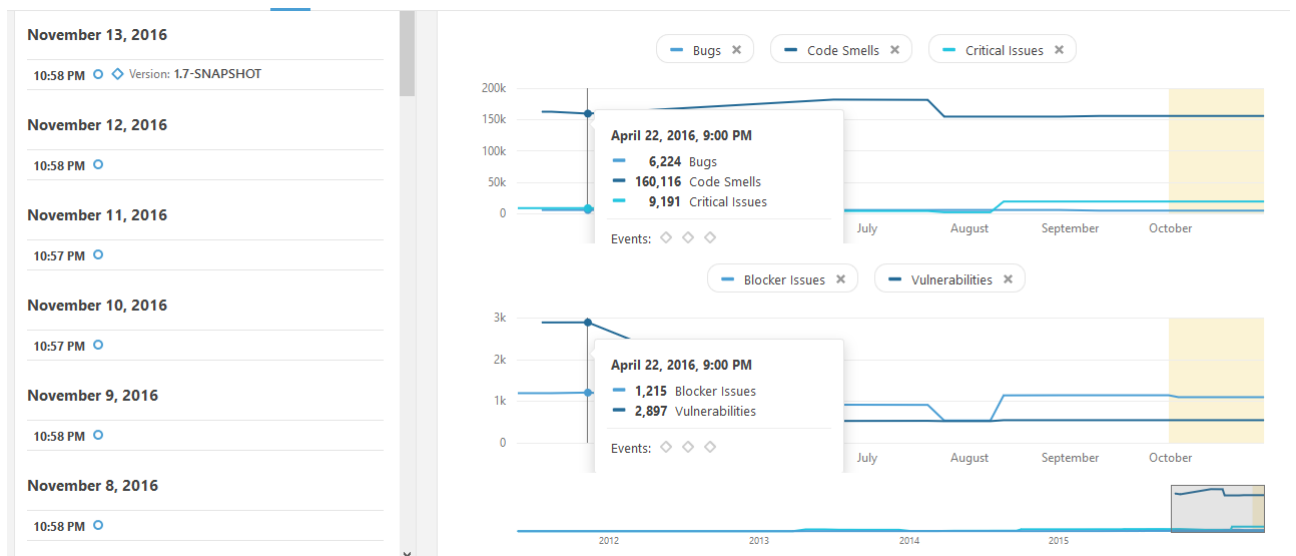 November 13, 2016
10:58 PM Version: 1.7-SNAPSHOT
November 12, 2016
10:58 PM
November 11, 2016
10:57 PM
November 10, 2016
10:57 PM
November 9, 2016
10:58 PM
November 8, 2016
10:58 PM
Bugs × Code Smells × Critical Issues ×
200k
150k
100k
50k
0
April 22, 2016, 9:00 PM
6,224 Bugs
160,116 Code Smells
9,191 Critical Issues
Events:
July August September October
Blocker Issues × Vulnerabilities ×
3k
2k
1k
0
April 22, 2016, 9:00 PM
1,215 Blocker Issues
2,897 Vulnerabilities
Events:
July August September October
2012 2013 2014 2015